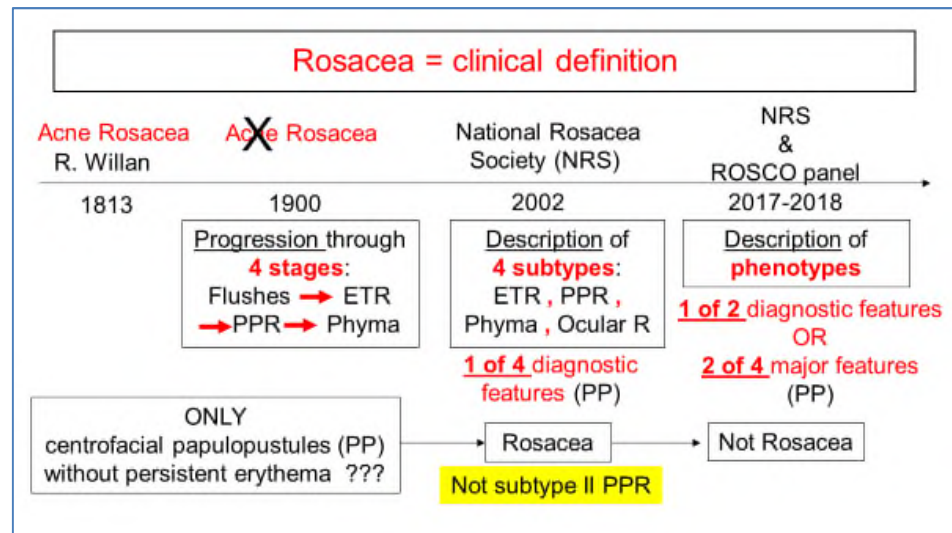 Rosacea = clinical definition
Acne Rosacea
R. Willan
1813
Acne Rosacea
1900
Progression through
4 stages:
Flushes ETR
PPR Phyma
National Rosacea
Society (NRS)
2002
Description of
4 subtypes:
ETR , PPR ,
Phyma , Ocular R
1 of 4 diagnostic
features (PP)
NRS
&
ROSCO panel
2017-2018
Description of
phenotypes
1 of 2 diagnostic features
OR
2 of 4 major features
(PP)
ONLY
centrofacial papulopustules (PP)
without persistent erythema ???
Rosacea
Not subtype II PPR
Not Rosacea